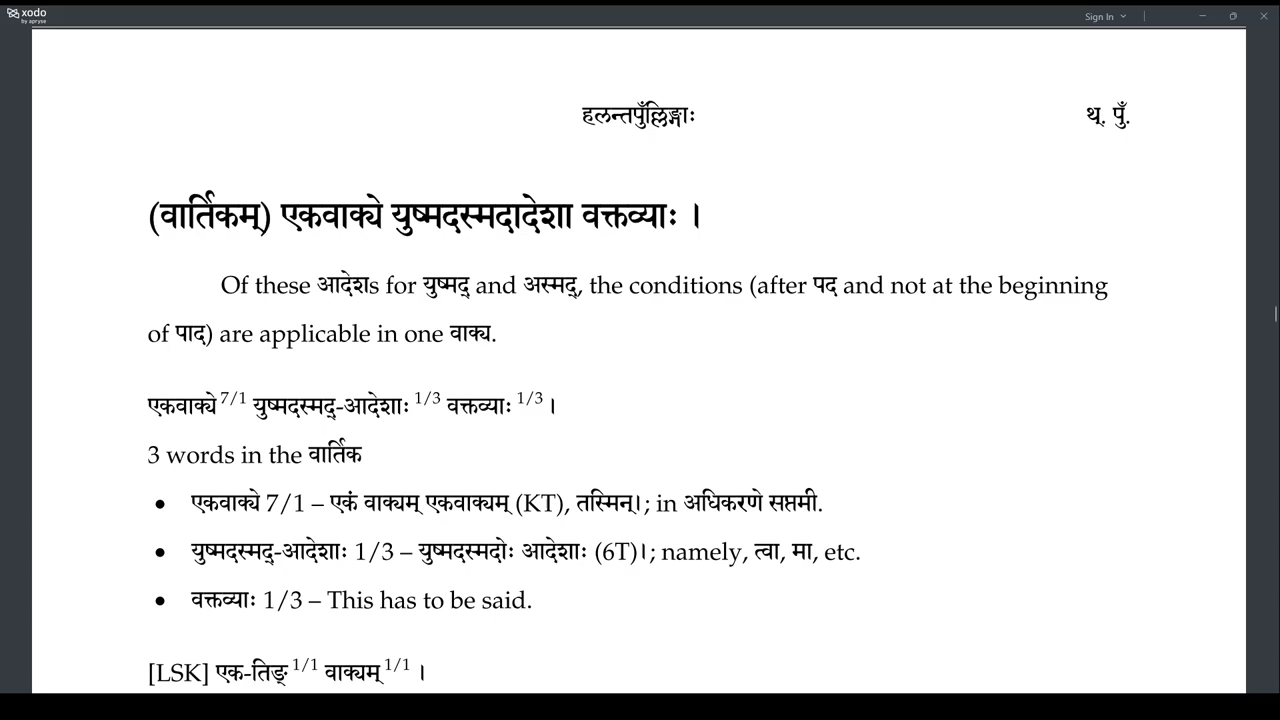 xodo
by apryse
Sign In
हलन्तपुँल्लिङ्गाः थ्. पुँ.
(वार्तिकम्) एकवाक्ये युष्मदस्मदादेशा वक्तव्याः ।
Of these आदेशs for युष्मद् and अस्मद्, the conditions (after पद and not at the beginning
of पाद) are applicable in one वाक्य.
एकवाक्ये 7/1 युष्मदस्मद्-आदेशाः 1/3 वक्तव्याः 1/3 ।
3 words in the वार्तिक
• एकवाक्ये 7/1 – एकं वाक्यम् एकवाक्यम् (KT), तस्मिन्।; in अधिकरणे सप्तमी.
• युष्मदस्मद्-आदेशाः 1/3 – युष्मदस्मदोः आदेशाः (6T)।; namely, त्वा, मा, etc.
• वक्तव्याः 1/3 – This has to be said.
[LSK] एक-तिङ् 1/1 वाक्यम् 1/1 ।